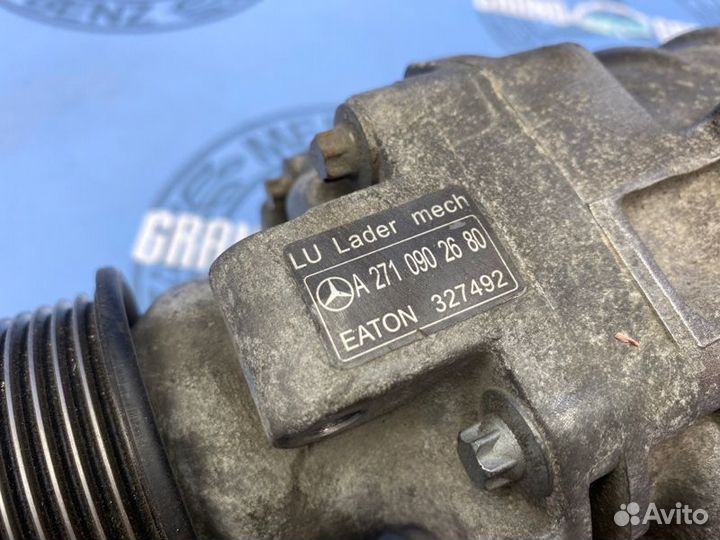 LU Lader mech
A 271 090 26 80
EATON 327492
Avito